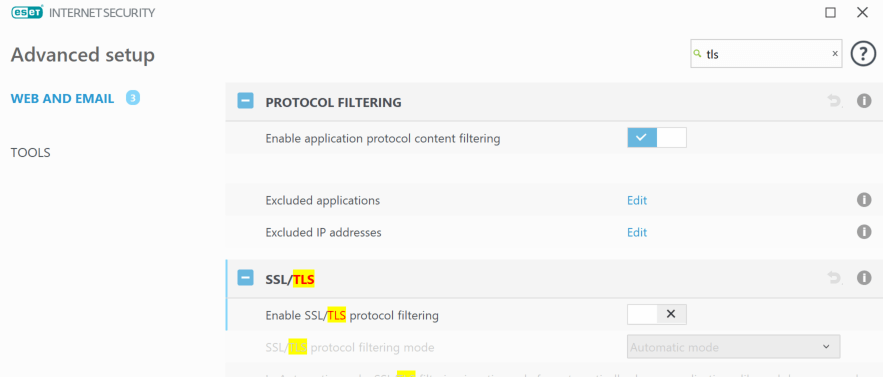 eset INTERNET SECURITY
Advanced setup
tls
x
?
WEB AND EMAIL 3
TOOLS
PROTOCOL FILTERING
Enable application protocol content filtering
Excluded applications Edit
Excluded IP addresses Edit
SSL/TLS
Enable SSL/TLS protocol filtering
SSL/TLS protocol filtering mode Automatic mode